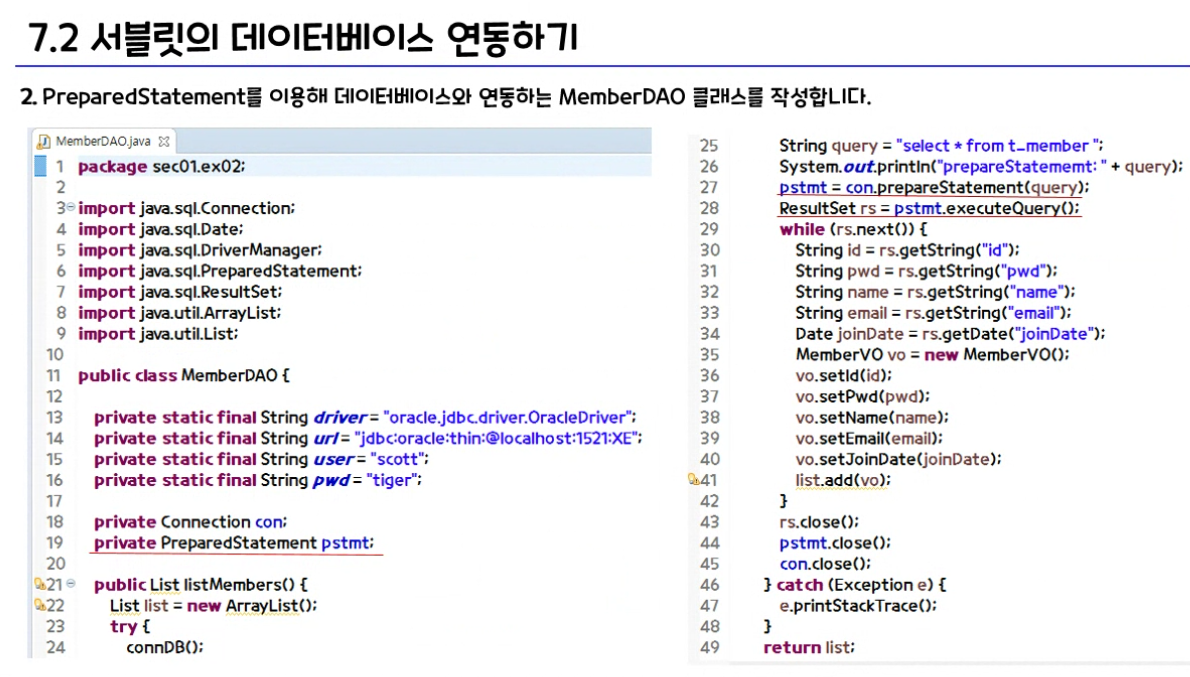 7.2 서블릿의 데이터베이스 연동하기
2. PreparedStatement를 이용해 데이터베이스와 연동하는 MemberDAO 클래스를 작성합니다.
MemberDAO.java
1 package sec01.ex02;
2
3 import java.sql.Connection;
4 import java.sql.Date;
5 import java.sql.DriverManager;
6 import java.sql.PreparedStatement;
7 import java.sql.ResultSet;
8 import java.util.ArrayList;
9 import java.util.List;
10
11 public class MemberDAO {
12
13 private static final String driver = "oracle.jdbc.driver.OracleDriver";
14 private static final String url = "jdbc:oracle:thin:@localhost:1521:XE";
15 private static final String user = "scott";
16 private static final String pwd = "tiger";
17
18 private Connection con;
19 private PreparedStatement pstmt;
20
21 public List listMembers() {
22 List list = new ArrayList();
23 try {
24 connDB();
25 String query = "select * from t_member ";
26 System.out.println("prepareStatememt: " + query);
27 pstmt = con.prepareStatement(query);
28 ResultSet rs = pstmt.executeQuery();
29 while (rs.next()) {
30 String id = rs.getString("id");
31 String pwd = rs.getString("pwd");
32 String name = rs.getString("name");
33 String email = rs.getString("email");
34 Date joinDate = rs.getDate("joinDate");
35 MemberVO vo = new MemberVO();
36 vo.setId(id);
37 vo.setPwd(pwd);
38 vo.setName(name);
39 vo.setEmail(email);
40 vo.setJoinDate(joinDate);
41 list.add(vo);
42 }
43 rs.close();
44 pstmt.close();
45 con.close();
46 } catch (Exception e) {
47 e.printStackTrace();
48 }
49 return list;